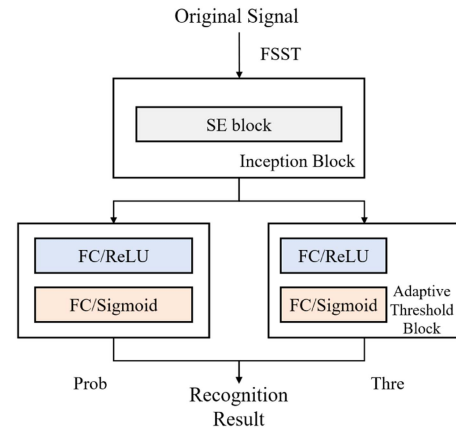 Original Signal
FSST
SE block
Inception Block
FC/ReLU
FC/Sigmoid
FC/ReLU
FC/Sigmoid
Adaptive
Threshold
Block
Prob
Thre
Recognition
Result